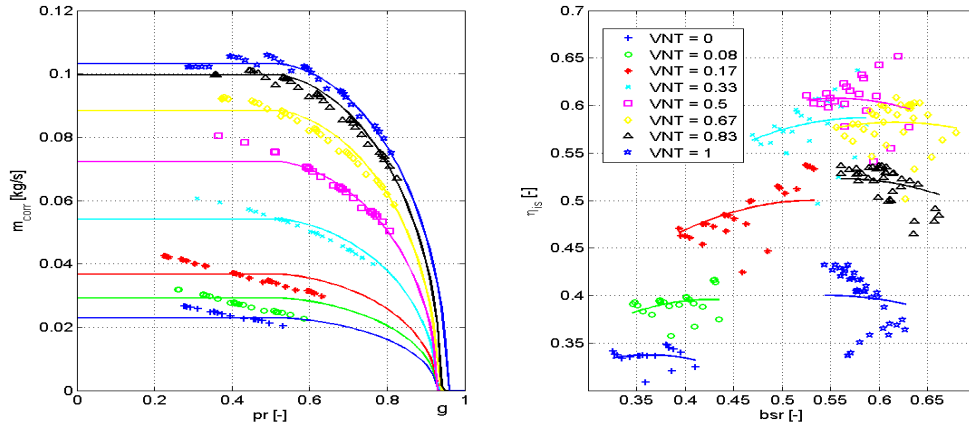 0.12
0.1
0.08
0.06
0.04
0.02
0
m_corr [kg/s]
0 0.2 0.4 0.6 0.8 1
g
pr [-]
0.7
0.65
0.6
0.55
0.5
0.45
0.4
0.35
η_is [-]
VNT = 0
VNT = 0.08
VNT = 0.17
VNT = 0.33
VNT = 0.5
VNT = 0.67
VNT = 0.83
VNT = 1
0.35 0.4 0.45 0.5 0.55 0.6 0.65
bsr [-]